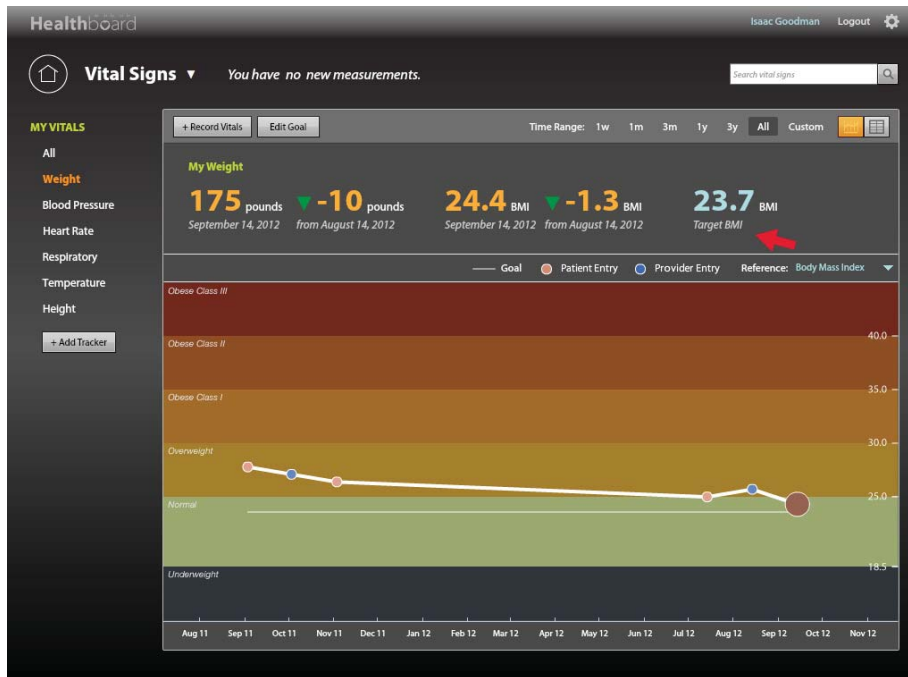 Healthboard
Isaac Goodman Logout
Vital Signs ▼ You have no new measurements.
Search vital signs
MY VITALS
All
Weight
Blood Pressure
Heart Rate
Respiratory
Temperature
Height
+ Add Tracker
+ Record Vitals Edit Goal Time Range: 1w 1m 3m 1y 3y All Custom
My Weight
175 pounds ▼ -10 pounds 24.4 BMI ▼ -1.3 BMI 23.7 BMI
September 14, 2012 from August 14, 2012 September 14, 2012 from August 14, 2012 Target BMI
Goal Patient Entry Provider Entry Reference: Body Mass Index
Obese Class III
40.0
Obese Class II
35.0
Obese Class I
30.0
Overweight
25.0
Normal
18.5
Underweight
Aug 11 Sep 11 Oct 11 Nov 11 Dec 11 Jan 12 Feb 12 Mar 12 Apr 12 May 12 Jun 12 Jul 12 Aug 12 Sep 12 Oct 12 Nov 12